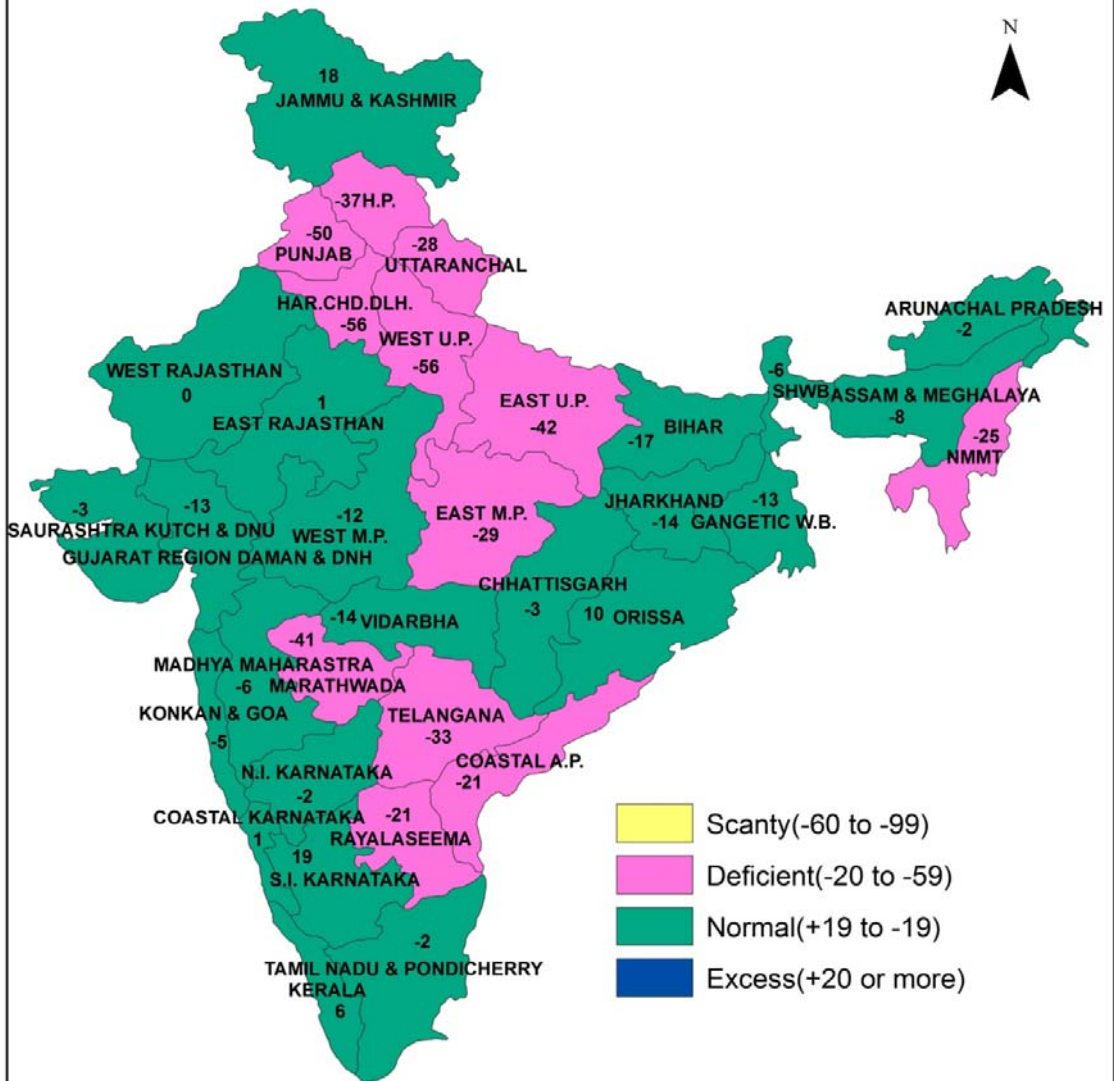 N
18
JAMMU & KASHMIR
-37H.P.
-50
PUNJAB
-28
UTTARANCHAL
HAR.CHD.DLH.
-56
WEST U.P.
-56
ARUNACHAL PRADESH
-2
WEST RAJASTHAN
0
1
EAST RAJASTHAN
EAST U.P.
-42
-17
BIHAR
-6
SHWB
ASSAM & MEGHALAYA
-8
-25
NMMT
-3
SAURASHTRA KUTCH & DNU
-13
GUJARAT REGION DAMAN & DNH
-12
WEST M.P.
EAST M.P.
-29
JHARKHAND
-14
-13
GANGETIC W.B.
CHHATTISGARH
-3
10
ORISSA
-14
VIDARBHA
-41
MADHYA MAHARASTRA
-6
MARATHWADA
KONKAN & GOA
-5
TELANGANA
-33
COASTAL A.P.
-21
N.I. KARNATAKA
-2
COASTAL KARNATAKA
1
-21
RAYALASEEMA
19
S.I. KARNATAKA
-2
TAMIL NADU & PONDICHERRY
KERALA
6
Scanty(-60 to -99)
Deficient(-20 to -59)
Normal(+19 to -19)
Excess(+20 or more)